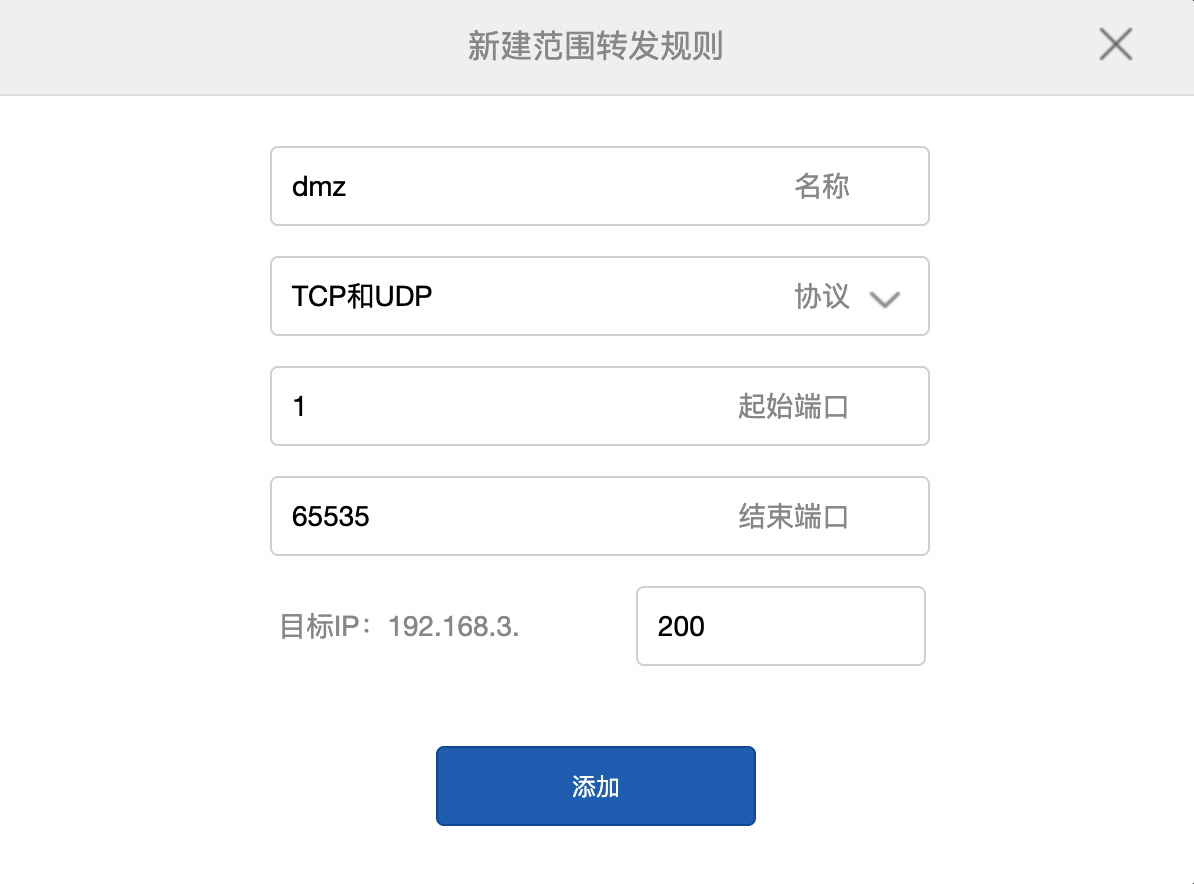 新建范围转发规则
dmz 名称
TCP和UDP 协议
1 起始端口
65535 结束端口
目标IP：192.168.3. 200
添加